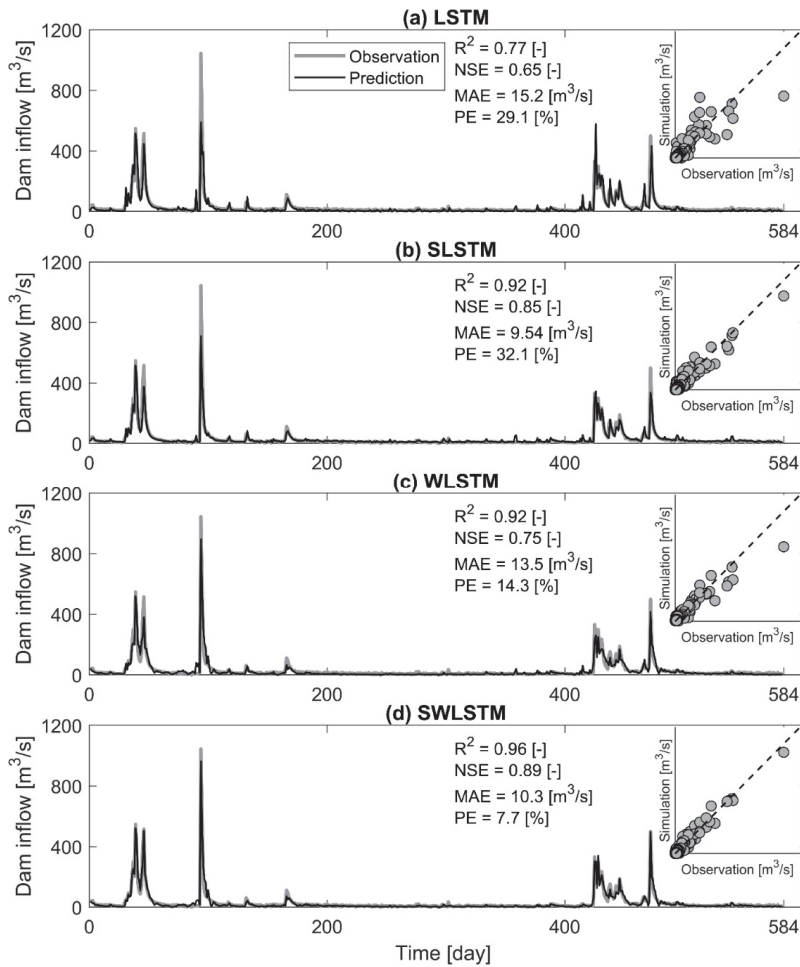 (a) LSTM
1200
800
400
0
Dam inflow [m³/s]
Observation
Prediction
R² = 0.77 [-]
NSE = 0.65 [-]
MAE = 15.2 [m³/s]
PE = 29.1 [%]
Simulation [m³/s]
Observation [m³/s]
0 200 400 584
(b) SLSTM
1200
800
400
0
Dam inflow [m³/s]
R² = 0.92 [-]
NSE = 0.85 [-]
MAE = 9.54 [m³/s]
PE = 32.1 [%]
Simulation [m³/s]
Observation [m³/s]
0 200 400 584
(c) WLSTM
1200
800
400
0
Dam inflow [m³/s]
R² = 0.92 [-]
NSE = 0.75 [-]
MAE = 13.5 [m³/s]
PE = 14.3 [%]
Simulation [m³/s]
Observation [m³/s]
0 200 400 584
(d) SWLSTM
1200
800
400
0
Dam inflow [m³/s]
R² = 0.96 [-]
NSE = 0.89 [-]
MAE = 10.3 [m³/s]
PE = 7.7 [%]
Simulation [m³/s]
Observation [m³/s]
0 200 400 584
Time [day]